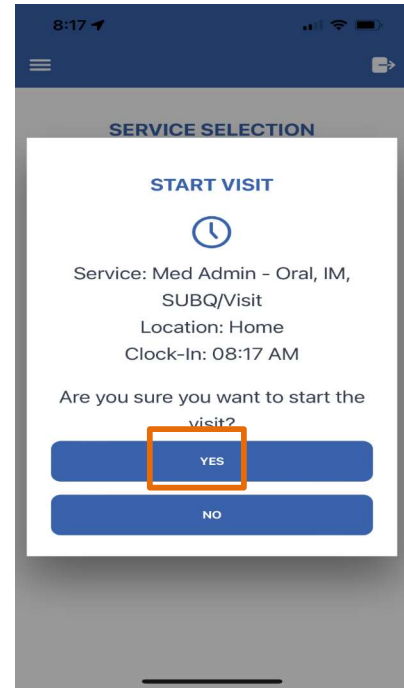 8:17
SERVICE SELECTION
START VISIT
Service: Med Admin - Oral, IM,
SUBQ/Visit
Location: Home
Clock-In: 08:17 AM
Are you sure you want to start the
visit?
YES
NO